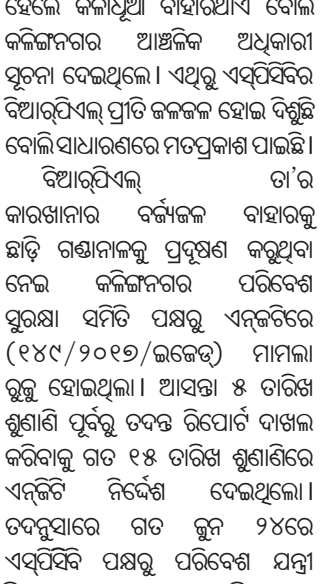 ହେଲେ କଳାଧୂଆଁ ବାହାରିଥାଏ ବୋଲି
କଳିଙ୍ଗନଗର ଆଞ୍ଚଳିକ ଅଧିକାରୀ
ସୂଚନା ଦେଇଥିଲେ। ଏଥିରୁ ଏସ୍‌ପିସିବିର
ବିଆର୍‌ପିଏଲ୍ ପ୍ରୀତି ଜଳଜଳ ହୋଇ ଦିଶୁଛି
ବୋଲି ସାଧାରଣରେ ମତପ୍ରକାଶ ପାଇଛି।
ବିଆର୍‌ପିଏଲ୍ ତା'ର
କାରଖାନାର ବର୍ଜ୍ୟଜଳ ବାହାରକୁ
ଛାଡ଼ି ଗଣ୍ଡାନାଳକୁ ପ୍ରଦୂଷଣ କରୁଥିବା
ନେଇ କଳିଙ୍ଗନଗର ପରିବେଶ
ସୁରକ୍ଷା ସମିତି ପକ୍ଷରୁ ଏନ୍‌ଜଟିରେ
(୧୪୯/୨୦୧୭/ଇଜେଡ୍) ମାମଲା
ରୁଜୁ ହୋଇଥିଲା। ଆସନ୍ତା ୫ ତାରିଖ
ଶୁଣାଣି ପୂର୍ବରୁ ତଦନ୍ତ ରିପୋର୍ଟ ଦାଖଲ
କରିବାକୁ ଗତ ୧୫ ତାରିଖ ଶୁଣାଣିରେ
ଏନ୍‌ଜିଟି ନିର୍ଦ୍ଦେଶ ଦେଇଥିଲୋ।
ତଦନୁସାରେ ଗତ ଜୁନ ୨୪ରେ
ଏସ୍‌ପିସିବି ପକ୍ଷରୁ ପରିବେଶ ଯନ୍ତ୍ରୀ